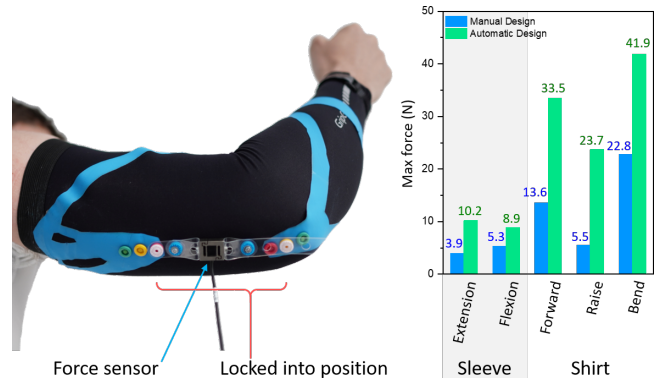 Force sensor
Locked into position
Manual Design
Automatic Design
Max force (N)
50
40
30
20
10
0
3.9
10.2
5.3
8.9
13.6
33.5
5.5
23.7
22.8
41.9
Extension
Flexion
Forward
Raise
Bend
Sleeve
Shirt